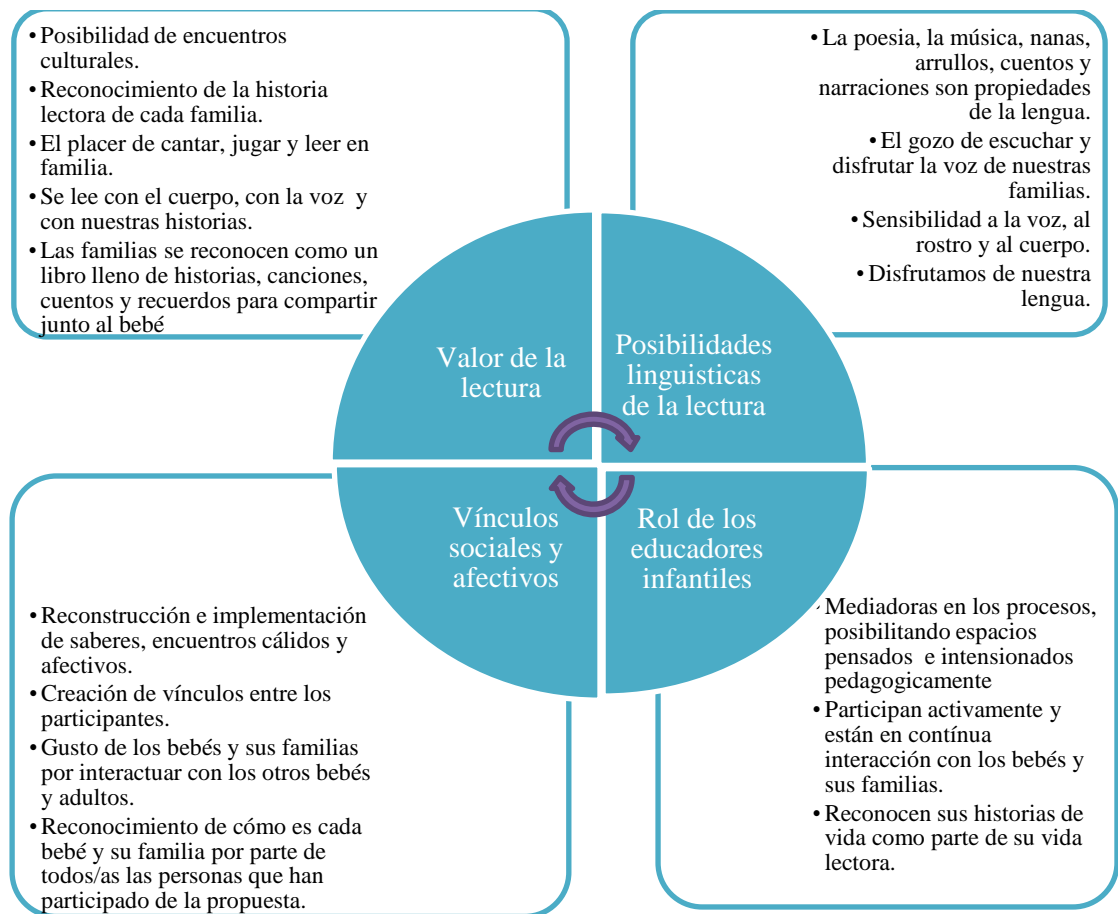 • Posibilidad de encuentros
culturales.
• Reconocimiento de la historia
lectora de cada familia.
• El placer de cantar, jugar y leer en
familia.
• Se lee con el cuerpo, con la voz y
con nuestras historias.
• Las familias se reconocen como un
libro lleno de historias, canciones,
cuentos y recuerdos para compartir
junto al bebé
• La poesia, la música, nanas,
arrullos, cuentos y
narraciones son propiedades
de la lengua.
• El gozo de escuchar y
disfrutar la voz de nuestras
familias.
• Sensibilidad a la voz, al
rostro y al cuerpo.
• Disfrutamos de nuestra
lengua.
Valor de la
lectura
Posibilidades
linguisticas
de la lectura
Vínculos
sociales y
afectivos
Rol de los
educadores
infantiles
• Reconstrucción e implementación
de saberes, encuentros cálidos y
afectivos.
• Creación de vínculos entre los
participantes.
• Gusto de los bebés y sus familias
por interactuar con los otros bebés
y adultos.
• Reconocimiento de cómo es cada
bebé y su familia por parte de
todos/as las personas que han
participado de la propuesta.
• Mediadoras en los procesos,
posibilitando espacios
pensados e intensionados
pedagogicamente
• Participan activamente y
están en contínua
interacción con los bebés y
sus familias.
• Reconocen sus historias de
vida como parte de su vida
lectora.